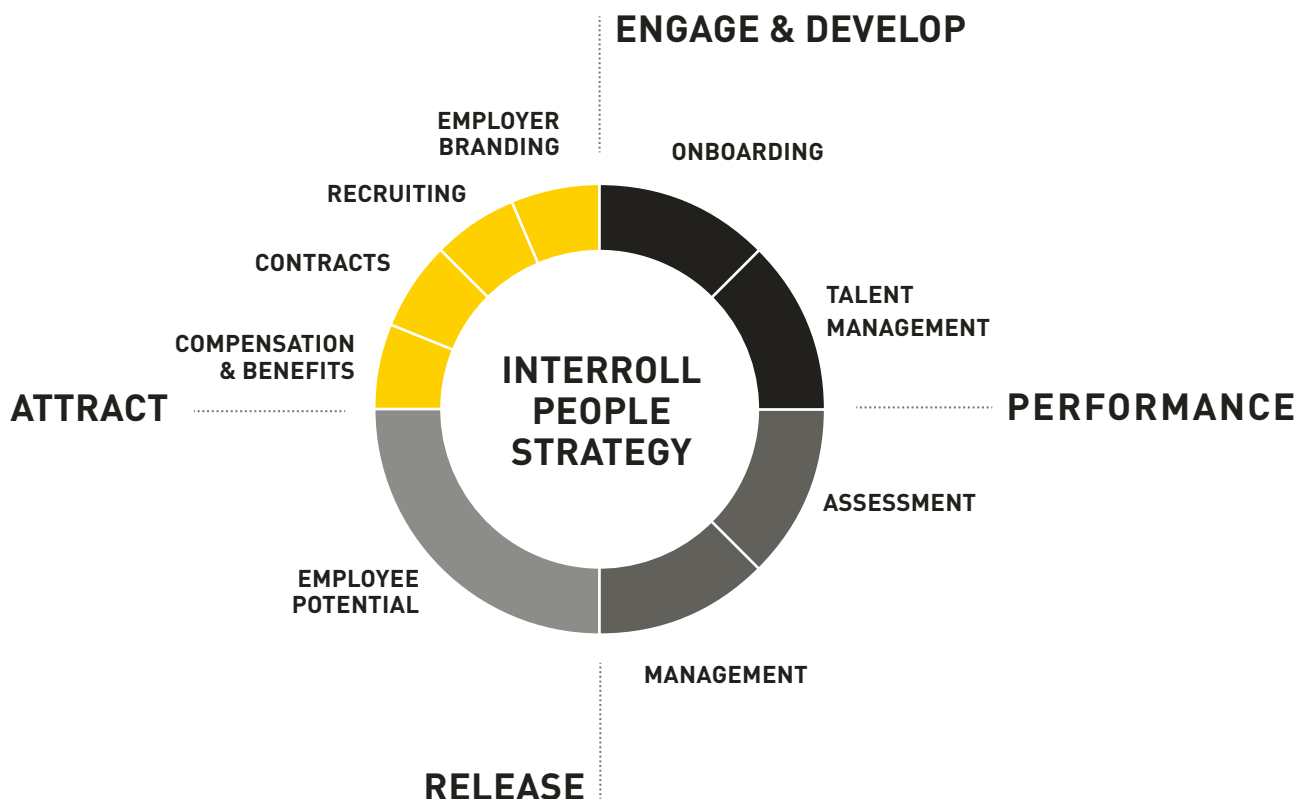 ENGAGE & DEVELOP
EMPLOYER
BRANDING
ONBOARDING
RECRUITING
CONTRACTS
TALENT
MANAGEMENT
COMPENSATION
& BENEFITS
INTERROLL
PEOPLE
STRATEGY
ATTRACT
PERFORMANCE
ASSESSMENT
EMPLOYEE
POTENTIAL
MANAGEMENT
RELEASE